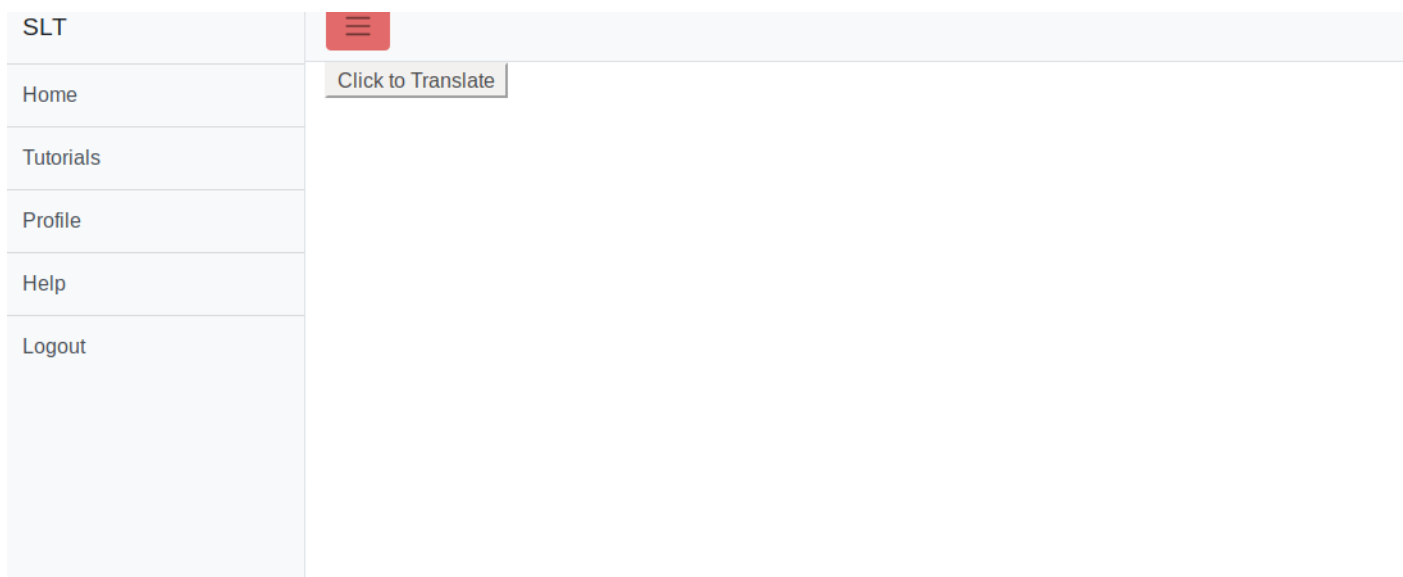 SLT
Click to Translate
Home
Tutorials
Profile
Help
Logout